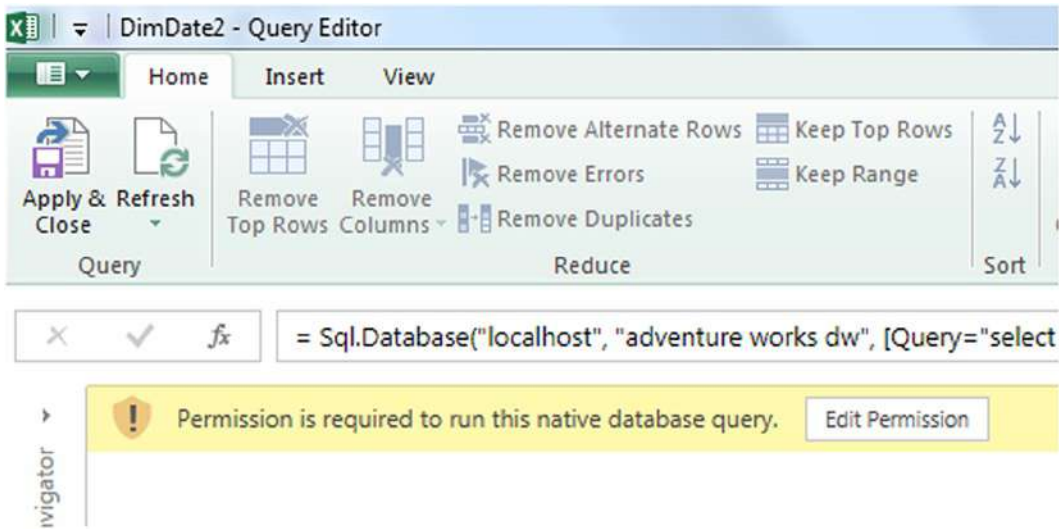 DimDate2 - Query Editor
Home Insert View
Remove Alternate Rows Keep Top Rows
Remove Errors Keep Range
Remove Duplicates
Apply & Close
Refresh
Remove Top Rows
Remove Columns
Query Reduce Sort
fx = Sql.Database("localhost", "adventure works dw", [Query="select
Permission is required to run this native database query. Edit Permission